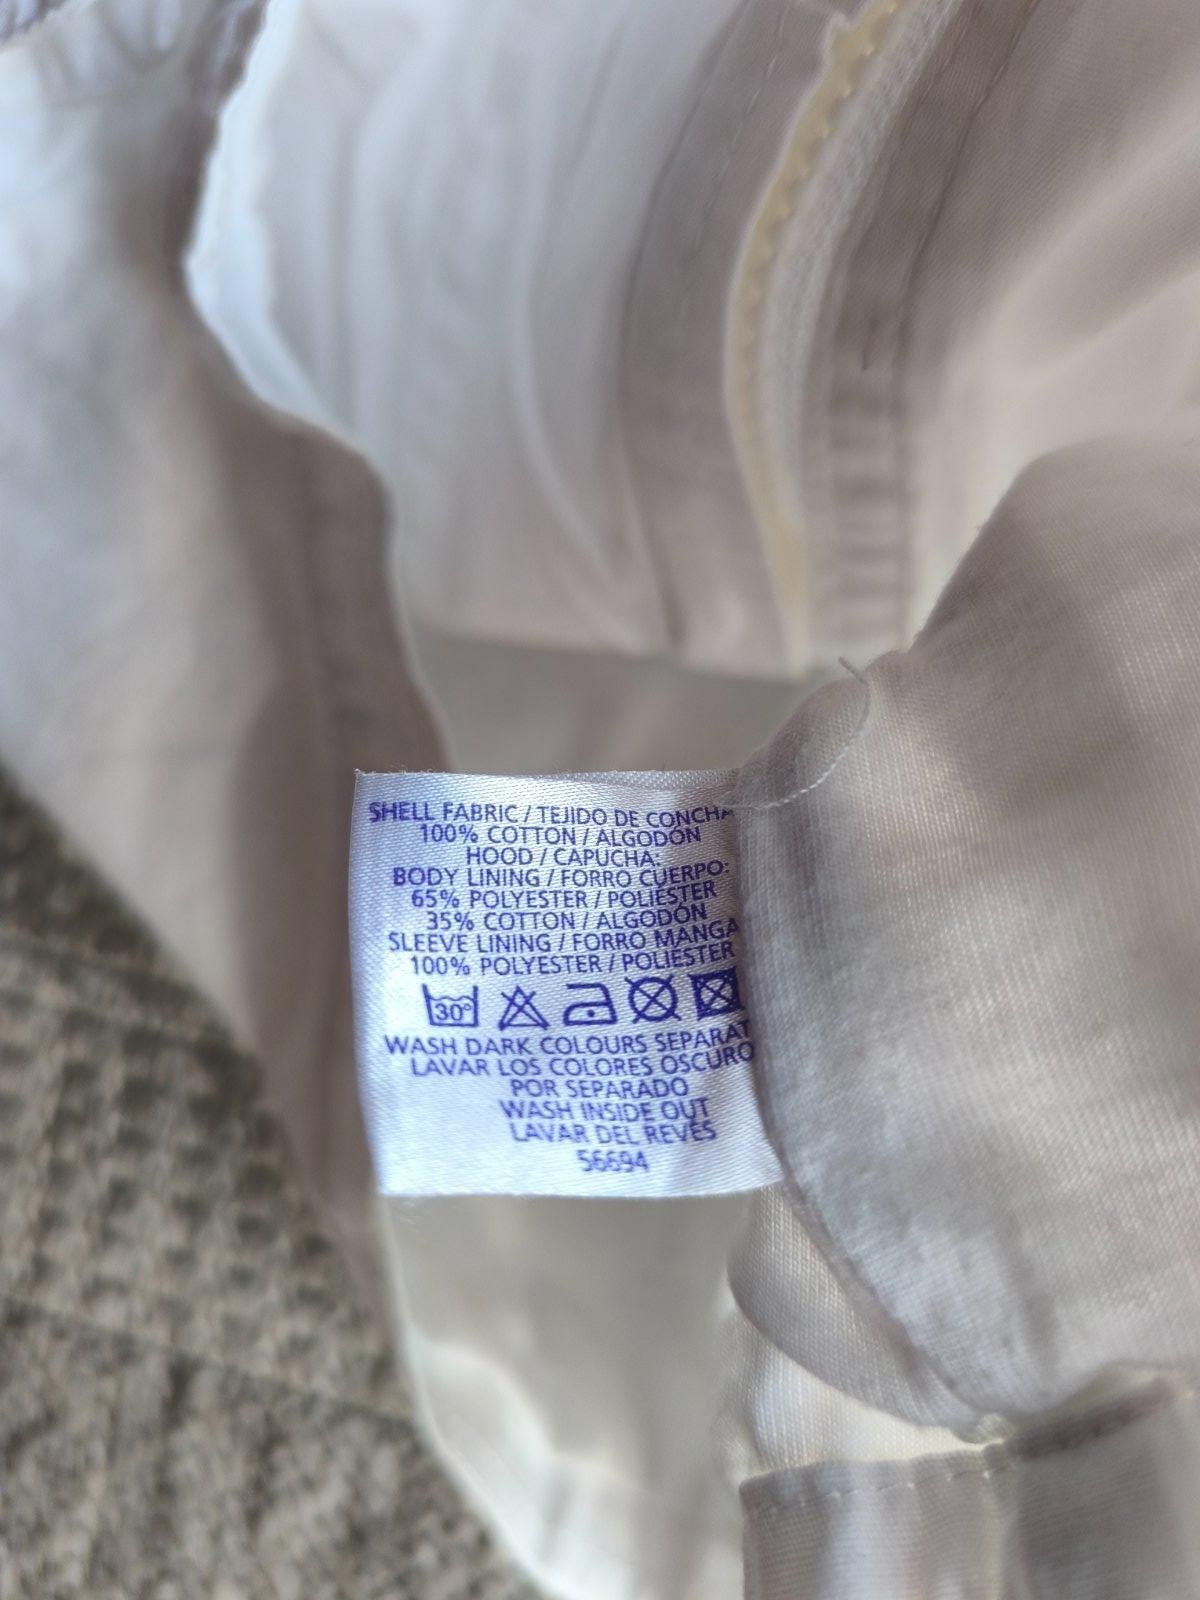 SHELL FABRIC / TEJIDO DE CONCHA
100% COTTON / ALGODÓN
HOOD / CAPUCHA:
BODY LINING / FORRO CUERPO:
65% POLYESTER / POLIÉSTER
35% COTTON / ALGODÓN
SLEEVE LINING / FORRO MANGA
100% POLYESTER / POLIÉSTER
30°
WASH DARK COLOURS SEPARAT
LAVAR LOS COLORES OSCURO
POR SEPARADO
WASH INSIDE OUT
LAVAR DEL REVÉS
56694